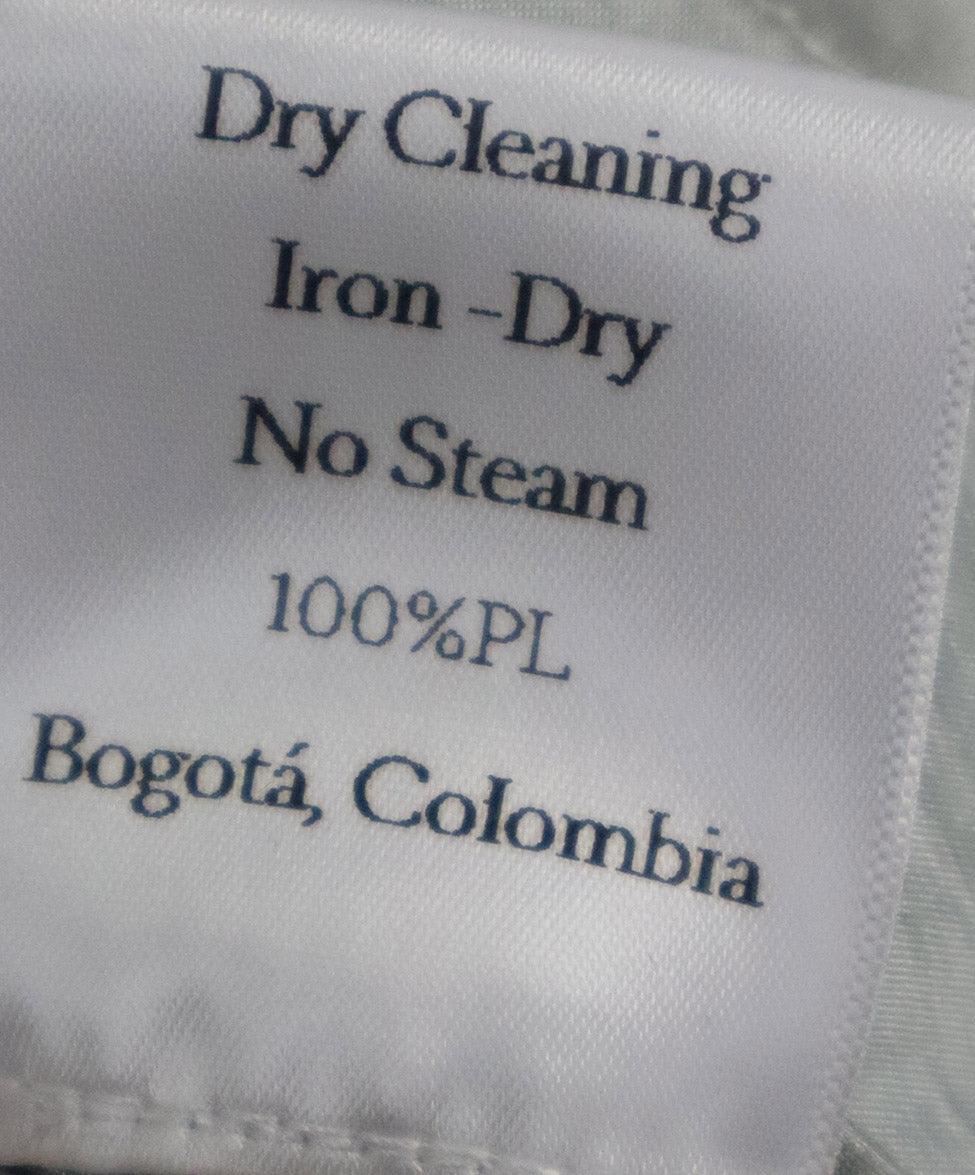 Dry Cleaning
Iron -Dry
No Steam
100%PL
Bogotá, Colombia